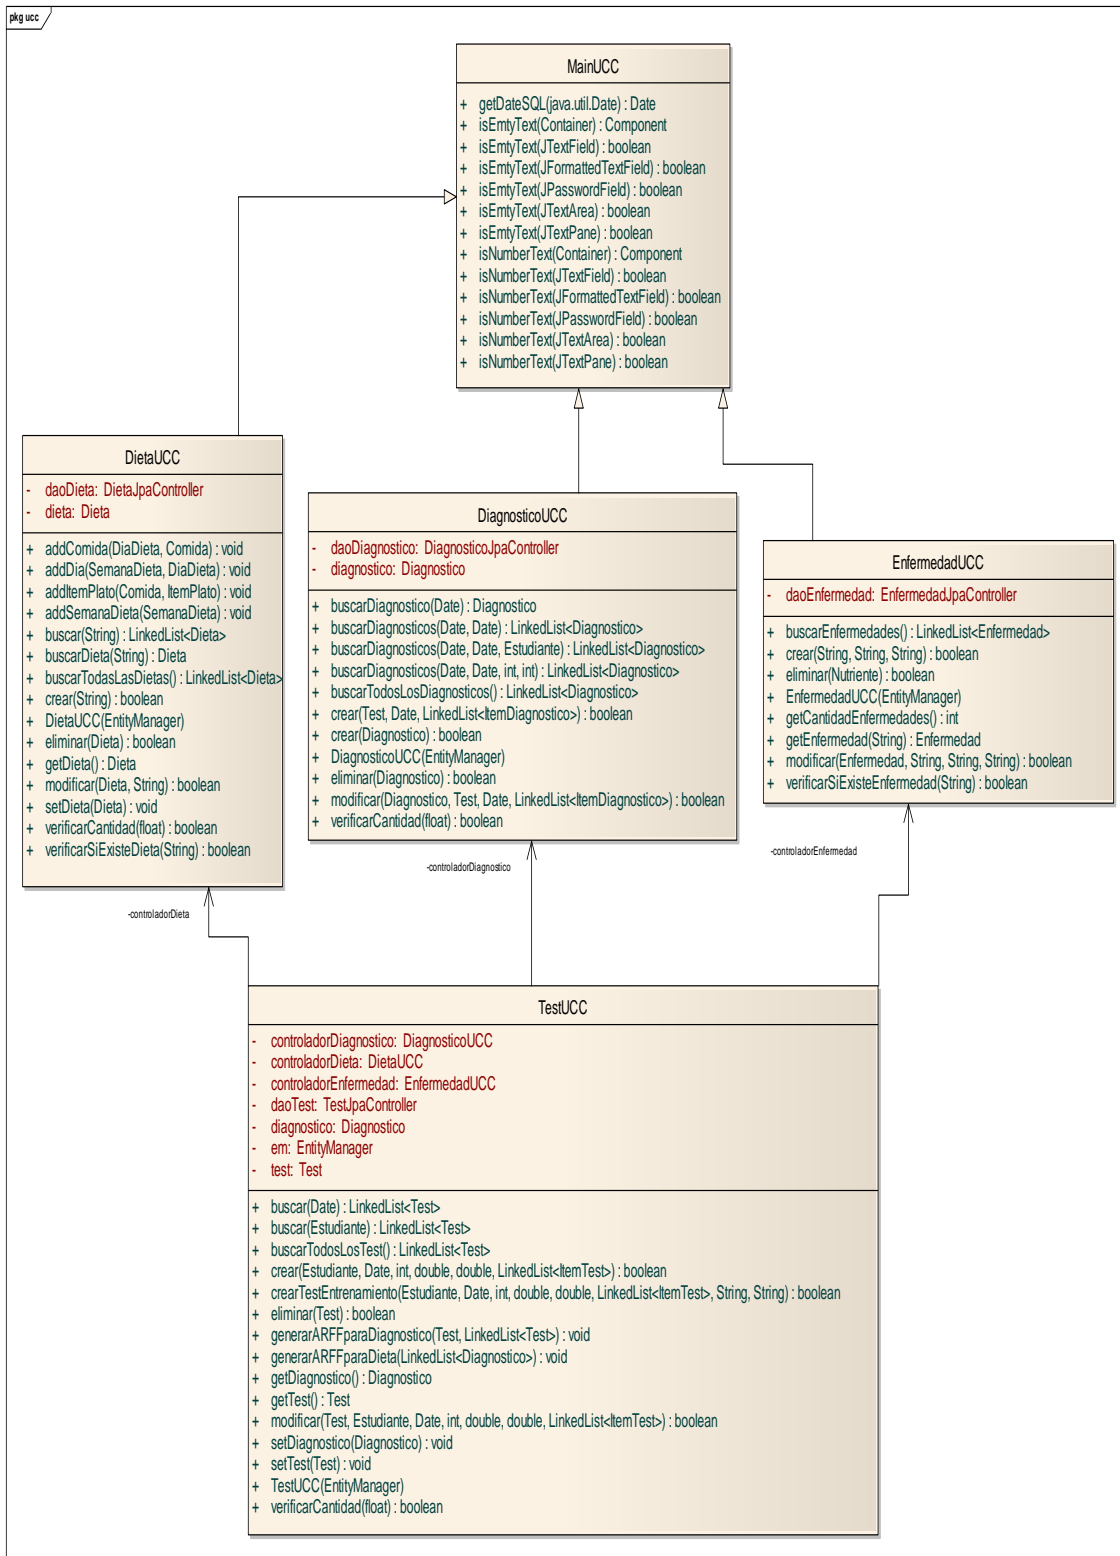 pkg ucc
MainUCC
+ getDateSQL(java.util.Date) : Date
+ isEmtyText(Container) : Component
+ isEmtyText(JTextField) : boolean
+ isEmtyText(JFormattedTextField) : boolean
+ isEmtyText(JPasswordField) : boolean
+ isEmtyText(JTextArea) : boolean
+ isEmtyText(JTextPane) : boolean
+ isNumberText(Container) : Component
+ isNumberText(JTextField) : boolean
+ isNumberText(JFormattedTextField) : boolean
+ isNumberText(JPasswordField) : boolean
+ isNumberText(JTextArea) : boolean
+ isNumberText(JTextPane) : boolean
DietaUCC
- daoDieta: DietaJpaController
- dieta: Dieta
+ addComida(DiaDieta, Comida) : void
+ addDia(SemanaDieta, DiaDieta) : void
+ addItemPlato(Comida, ItemPlato) : void
+ addSemanaDieta(SemanaDieta) : void
+ buscar(String) : LinkedList<Dieta>
+ buscarDieta(String) : Dieta
+ buscarTodasLasDietas() : LinkedList<Dieta>
+ crear(String) : boolean
+ DietaUCC(EntityManager)
+ eliminar(Dieta) : boolean
+ getDieta() : Dieta
+ modificar(Dieta, String) : boolean
+ setDieta(Dieta) : void
+ verificarCantidad(float) : boolean
+ verificarSiExisteDieta(String) : boolean
DiagnosticoUCC
- daoDiagnostico: DiagnosticoJpaController
- diagnostico: Diagnostico
+ buscarDiagnostico(Date) : Diagnostico
+ buscarDiagnosticos(Date, Date) : LinkedList<Diagnostico>
+ buscarDiagnosticos(Date, Date, Estudiante) : LinkedList<Diagnostico>
+ buscarDiagnosticos(Date, Date, int, int) : LinkedList<Diagnostico>
+ buscarTodosLosDiagnosticos() : LinkedList<Diagnostico>
+ crear(Test, Date, LinkedList<ItemDiagnostico>) : boolean
+ crear(Diagnostico) : boolean
+ DiagnosticoUCC(EntityManager)
+ eliminar(Diagnostico) : boolean
+ modificar(Diagnostico, Test, Date, LinkedList<ItemDiagnostico>) : boolean
+ verificarCantidad(float) : boolean
EnfermedadUCC
- daoEnfermedad: EnfermedadJpaController
+ buscarEnfermedades() : LinkedList<Enfermedad>
+ crear(String, String, String) : boolean
+ eliminar(Nutriente) : boolean
+ EnfermedadUCC(EntityManager)
+ getCantidadEnfermedades() : int
+ getEnfermedad(String) : Enfermedad
+ modificar(Enfermedad, String, String, String) : boolean
+ verificarSiExisteEnfermedad(String) : boolean
-controladorDieta
-controladorDiagnostico
-controladorEnfermedad
TestUCC
- controladorDiagnostico: DiagnosticoUCC
- controladorDieta: DietaUCC
- controladorEnfermedad: EnfermedadUCC
- daoTest: TestJpaController
- diagnostico: Diagnostico
- em: EntityManager
- test: Test
+ buscar(Date) : LinkedList<Test>
+ buscar(Estudiante) : LinkedList<Test>
+ buscarTodosLosTest() : LinkedList<Test>
+ crear(Estudiante, Date, int, double, double, LinkedList<ItemTest>) : boolean
+ crearTestEntrenamiento(Estudiante, Date, int, double, double, LinkedList<ItemTest>, String, String) : boolean
+ eliminar(Test) : boolean
+ generarARFFparaDiagnostico(Test, LinkedList<Test>) : void
+ generarARFFparaDieta(LinkedList<Diagnostico>) : void
+ getDiagnostico() : Diagnostico
+ getTest() : Test
+ modificar(Test, Estudiante, Date, int, double, double, LinkedList<ItemTest>) : boolean
+ setDiagnostico(Diagnostico) : void
+ setTest(Test) : void
+ TestUCC(EntityManager)
+ verificarCantidad(float) : boolean